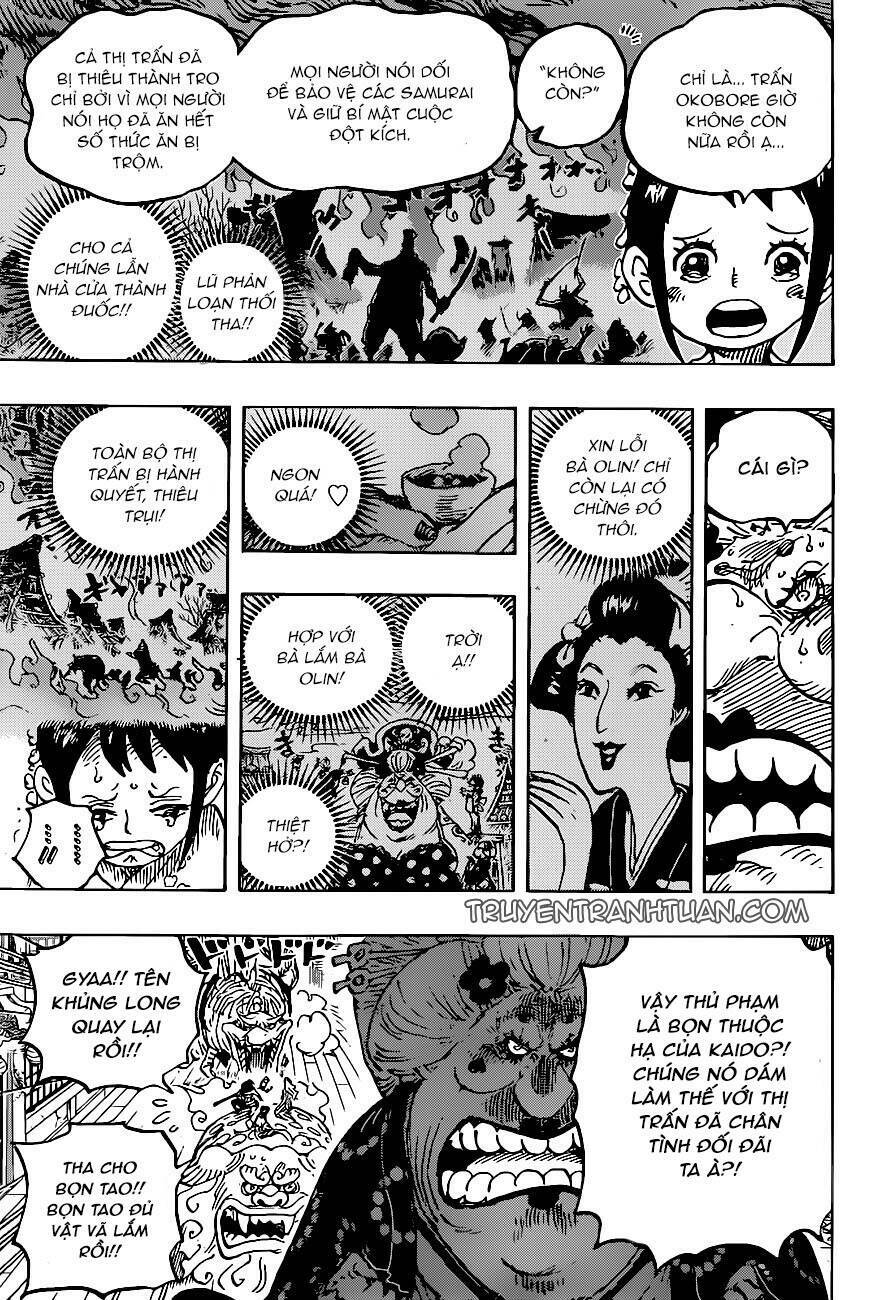 CHỈ LÀ... TRẤN
OKOBORE GIỜ
KHÔNG CÒN
NỮA RỒI Ạ...
"KHÔNG
CÒN?"
MỌI NGƯỜI NÓI DỐI
ĐỂ BẢO VỆ CÁC SAMURAI
VÀ GIỮ BÍ MẬT CUỘC
ĐỘT KÍCH.
CẢ THỊ TRẤN ĐÃ
BỊ THIÊU THÀNH TRO
CHỈ BỞI VÌ MỌI NGƯỜI
NÓI HỌ ĐÃ ĂN HẾT
SỐ THỨC ĂN BỊ
TRỘM.
LŨ PHẢN
LOẠN THỐI
THA!!
CHO CẢ
CHÚNG LẪN
NHÀ CỬA THÀNH
ĐUỐC!!
CÁI GÌ?
XIN LỖI
BÀ OLIN! CHỈ
CÒN LẠI CÓ
CHỪNG ĐÓ
THÔI.
NGON
QUÁ! ♡
TRỜI
Ạ!!
HỢP VỚI
BÀ LẮM BÀ
OLIN!
THIỆT
HỞ?!
TOÀN BỘ THỊ
TRẤN BỊ HÀNH
QUYẾT, THIÊU
TRỤI!
TRUYENTRANHTUAN.COM
VẬY THỦ PHẠM
LÀ BỌN THUỘC
HẠ CỦA KAIDO?!
CHÚNG NÓ DÁM
LÀM THẾ VỚI THỊ
TRẤN ĐÃ CHÂN
TÌNH ĐỐI ĐÃI
TA À?!
GYAA!! TÊN
KHỦNG LONG
QUAY LẠI
RỒI!!
THA CHO
BỌN TAO!!
BỌN TAO ĐỦ
VẬT VÃ LẮM
RỒI!!